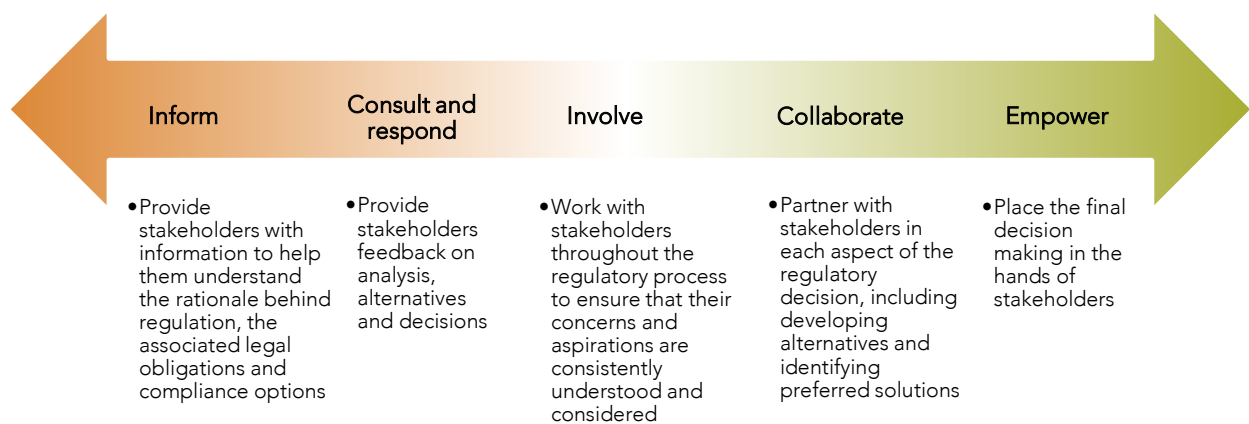 Inform
Consult and
respond
Involve
Collaborate
Empower
•Provide
stakeholders with
information to help
them understand
the rationale behind
regulation, the
associated legal
obligations and
compliance options
•Provide
stakeholders
feedback on
analysis,
alternatives
and decisions
•Work with
stakeholders
throughout the
regulatory process
to ensure that their
concerns and
aspirations are
consistently
understood and
considered
•Partner with
stakeholders in
each aspect of the
regulatory
decision, including
developing
alternatives and
identifying
preferred solutions
•Place the final
decision
making in the
hands of
stakeholders